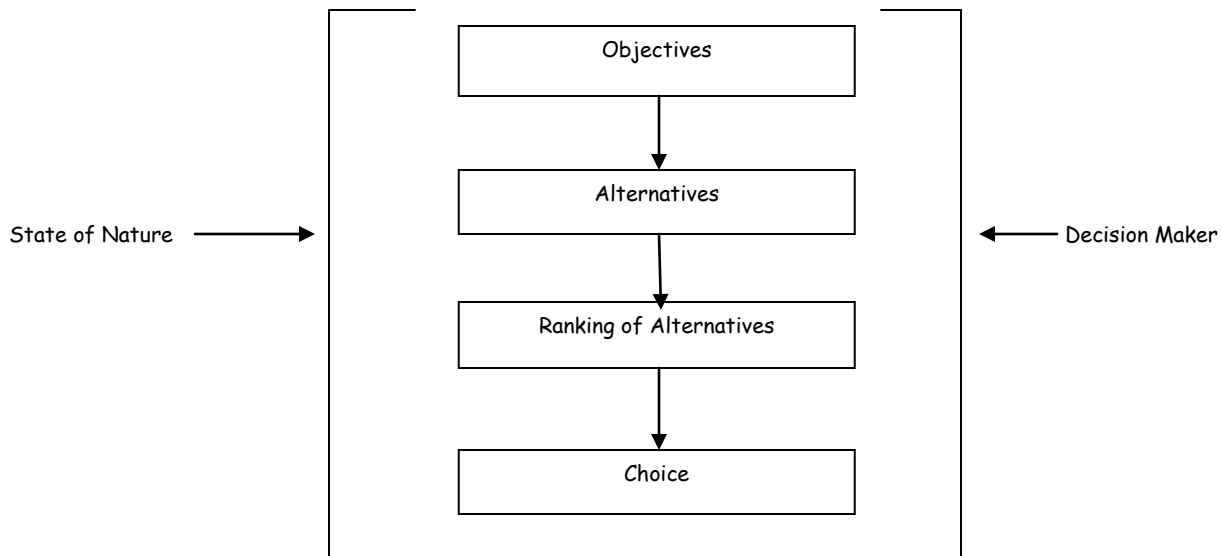 Objectives
Alternatives
State of Nature
Decision Maker
Ranking of Alternatives
Choice